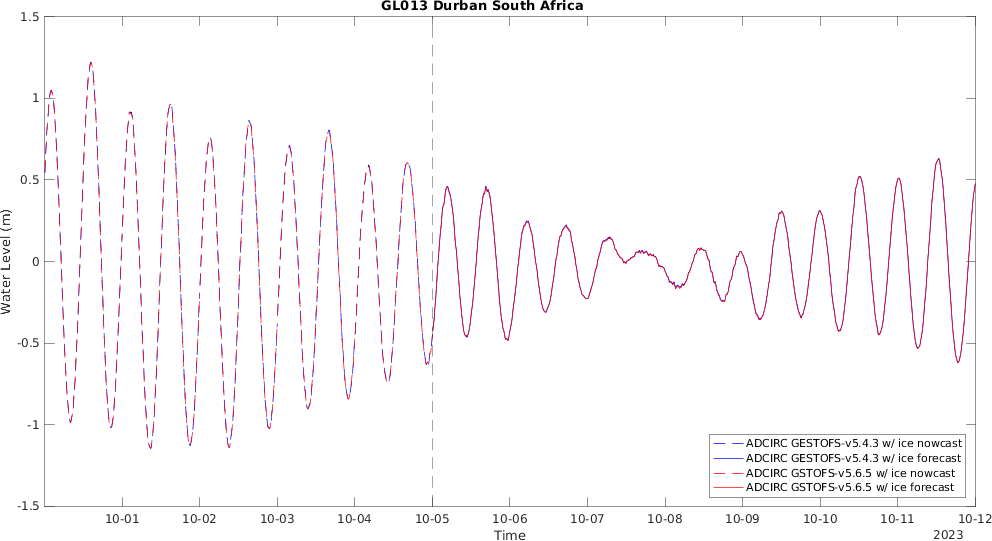 GL013 Durban South Africa
1.5
1
0.5
0
-0.5
-1
-1.5
Water Level (m)
10-01 10-02 10-03 10-04 10-05 10-06 10-07 10-08 10-09 10-10 10-11 10-12
Time
2023
ADCIRC GESTOFS-v5.4.3 w/ ice nowcast
ADCIRC GESTOFS-v5.4.3 w/ ice forecast
ADCIRC GSTOFS-v5.6.5 w/ ice nowcast
ADCIRC GSTOFS-v5.6.5 w/ ice forecast